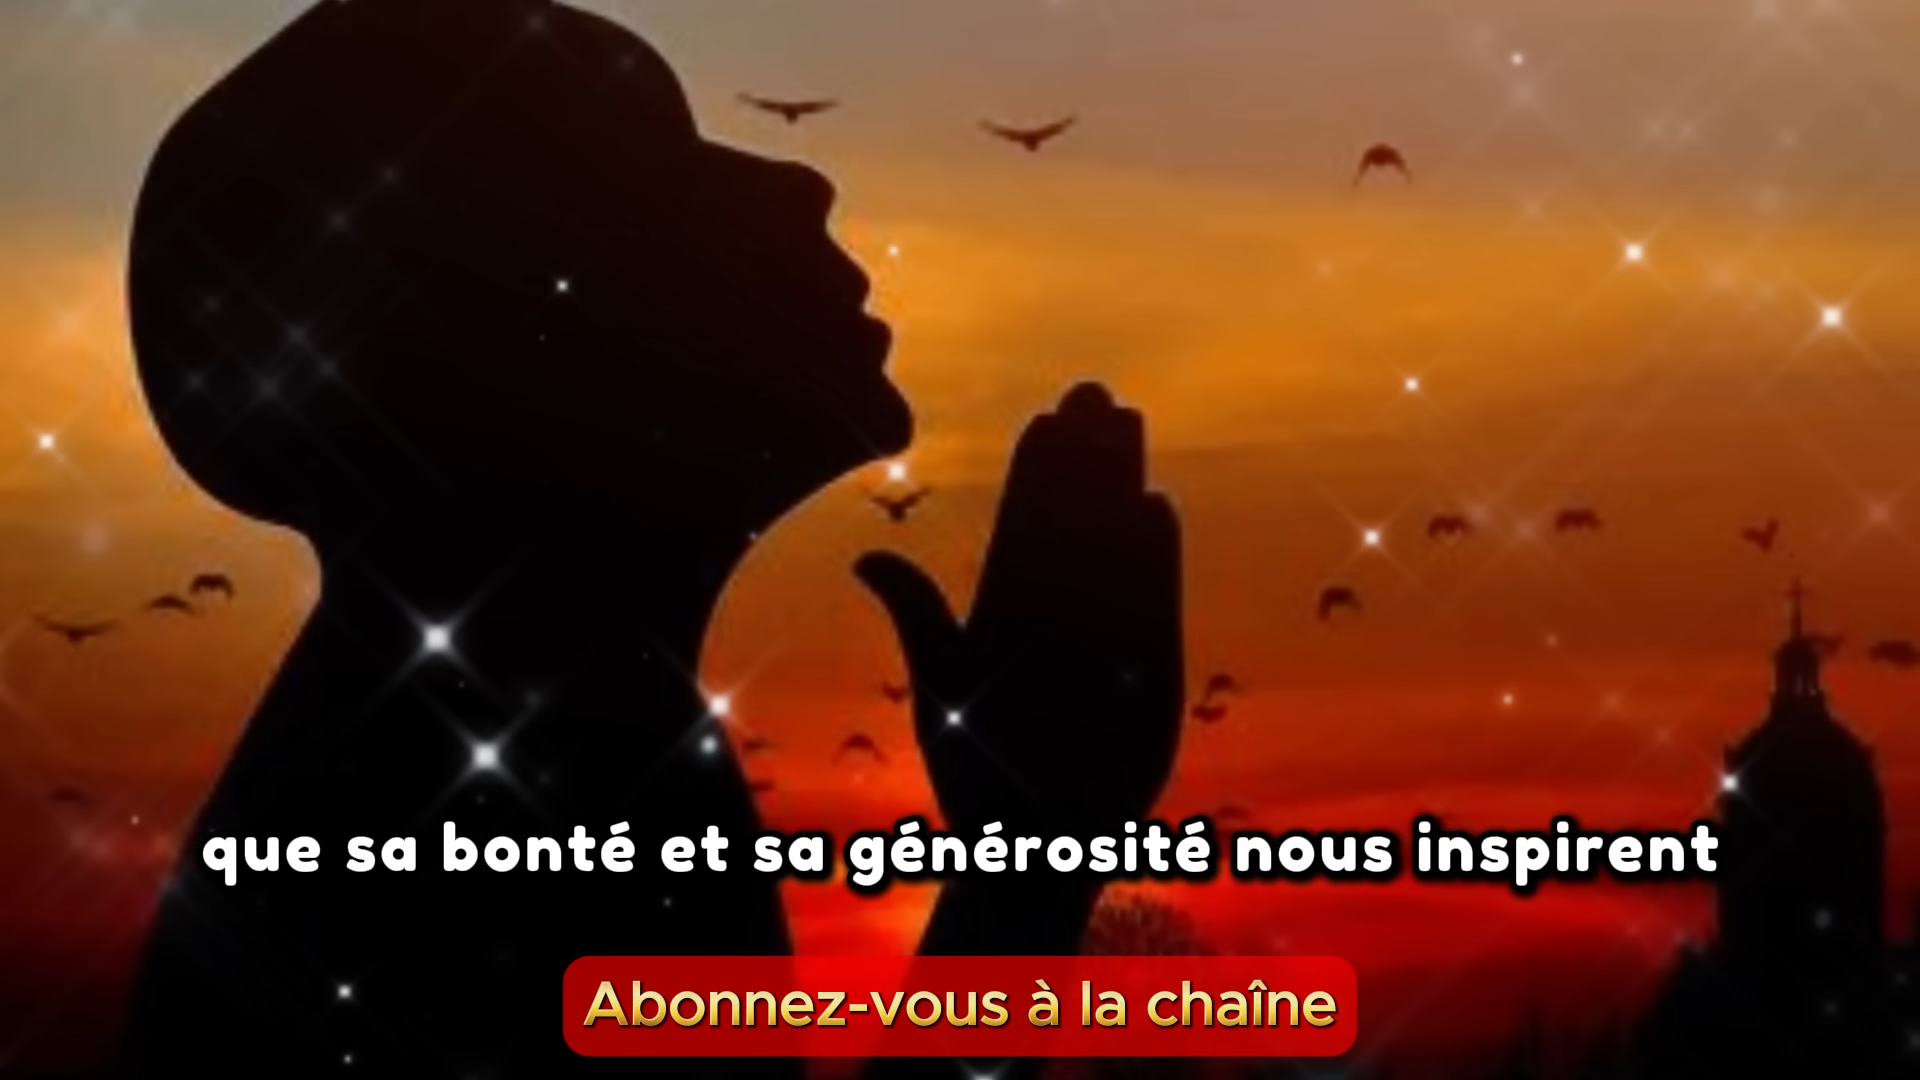 que sa bonté et sa générosité nous inspirent
Abonnez-vous à la chaîne